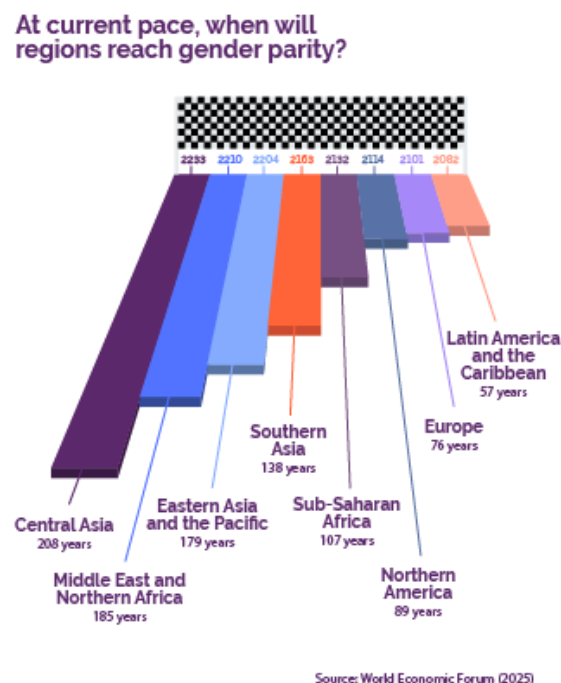 At current pace, when will
regions reach gender parity?
2233 2210 2204 2163 2132 2114 2101 2082
Latin America
and the
Caribbean
57 years
Europe
76 years
Southern
Asia
138 years
Sub-Saharan
Africa
107 years
Eastern Asia
and the Pacific
179 years
Central Asia
208 years
Middle East and
Northern Africa
185 years
Northern
America
89 years
Source: World Economic Forum (2025)